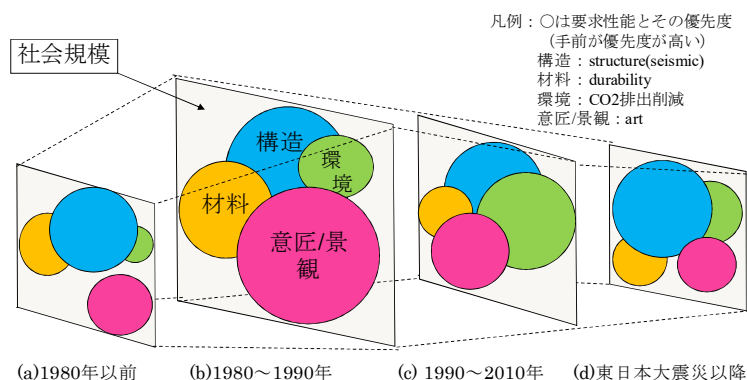 凡例：○は要求性能とその優先度
(手前が優先度が高い)
構造：structure(seismic)
材料：durability
環境：CO2排出削減
意匠/景観：art
社会規模
構造
環
境
材料
意匠/景
観
(a)1980年以前
(b)1980～1990年
(c) 1990～2010年
(d)東日本大震災以降